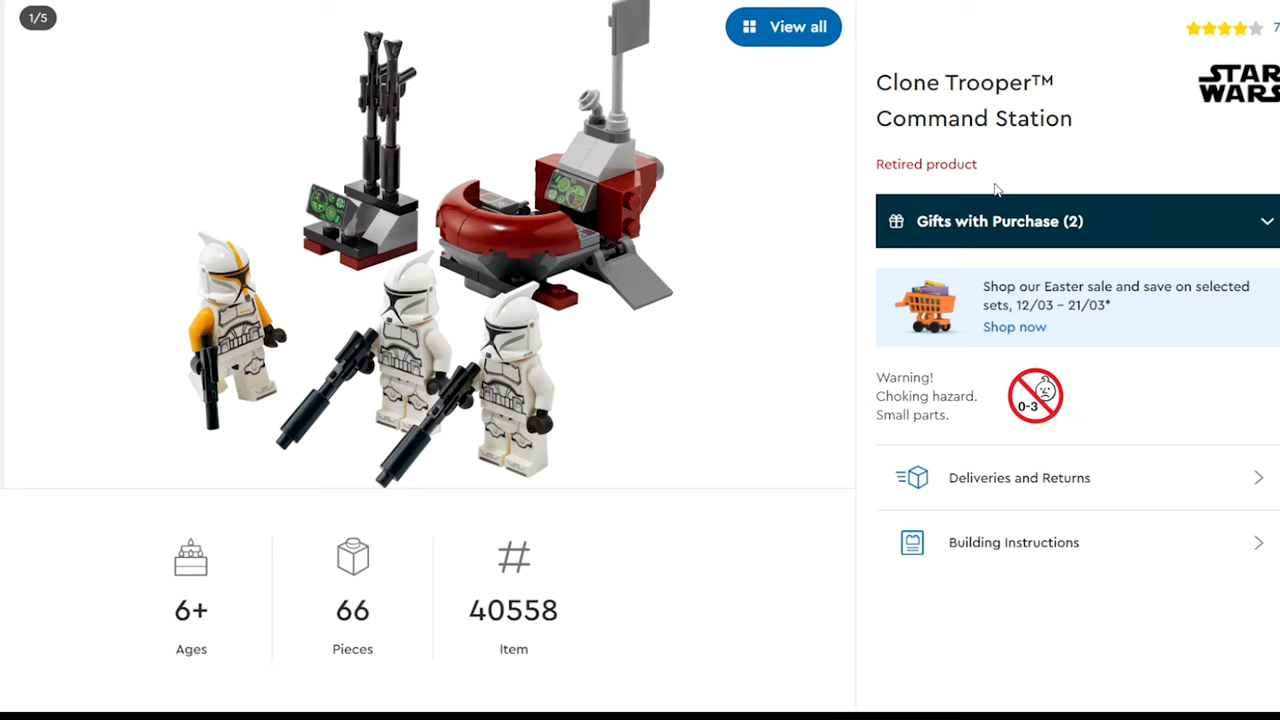 1/5
View all
7
Clone Trooper™
Command Station
STAR
WARS
Retired product
Gifts with Purchase (2)
Shop our Easter sale and save on selected
sets, 12/03 – 21/03*
Shop now
Warning!
Choking hazard.
Small parts.
0-3
Deliveries and Returns
Building Instructions
6+
Ages
66
Pieces
40558
Item